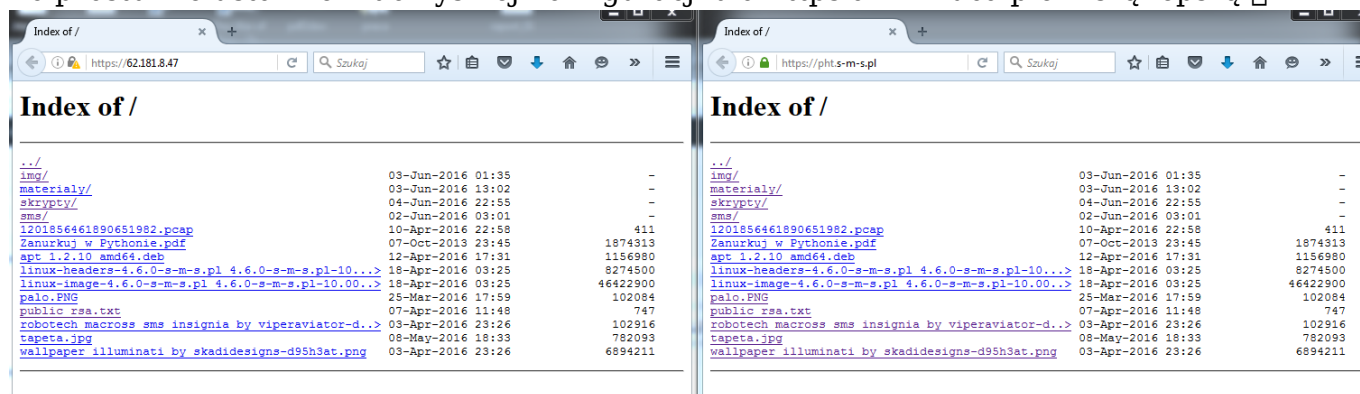 Index of /
https://62.181.8.47
Szukaj
Index of /
../
img/ 03-Jun-2016 01:35 -
materialy/ 03-Jun-2016 13:02 -
skrypty/ 04-Jun-2016 22:55 -
sms/ 02-Jun-2016 03:01 -
1201856461890651982.pcap 10-Apr-2016 22:58 411
Zanurkuj w Pythonie.pdf 07-Oct-2013 23:45 1874313
apt 1.2.10 amd64.deb 12-Apr-2016 17:31 1156980
linux-headers-4.6.0-s-m-s.pl 4.6.0-s-m-s.pl-10...> 18-Apr-2016 03:25 8274500
linux-image-4.6.0-s-m-s.pl 4.6.0-s-m-s.pl-10.00..> 18-Apr-2016 03:25 46422900
palo.PNG 25-Mar-2016 17:59 102084
public rsa.txt 07-Apr-2016 11:48 747
robotech macross sms insignia by viperaviator-d..> 03-Apr-2016 23:26 102916
tapeta.jpg 08-May-2016 18:33 782093
wallpaper illuminati by skadidesigns-d95h3at.png 03-Apr-2016 23:26 6894211
Index of /
https://pht.s-m-s.pl
Szukaj
Index of /
../
img/ 03-Jun-2016 01:35 -
materialy/ 03-Jun-2016 13:02 -
skrypty/ 04-Jun-2016 22:55 -
sms/ 02-Jun-2016 03:01 -
1201856461890651982.pcap 10-Apr-2016 22:58 411
Zanurkuj w Pythonie.pdf 07-Oct-2013 23:45 1874313
apt 1.2.10 amd64.deb 12-Apr-2016 17:31 1156980
linux-headers-4.6.0-s-m-s.pl 4.6.0-s-m-s.pl-10...> 18-Apr-2016 03:25 8274500
linux-image-4.6.0-s-m-s.pl 4.6.0-s-m-s.pl-10.00..> 18-Apr-2016 03:25 46422900
palo.PNG 25-Mar-2016 17:59 102084
public rsa.txt 07-Apr-2016 11:48 747
robotech macross sms insignia by viperaviator-d..> 03-Apr-2016 23:26 102916
tapeta.jpg 08-May-2016 18:33 782093
wallpaper illuminati by skadidesigns-d95h3at.png 03-Apr-2016 23:26 6894211